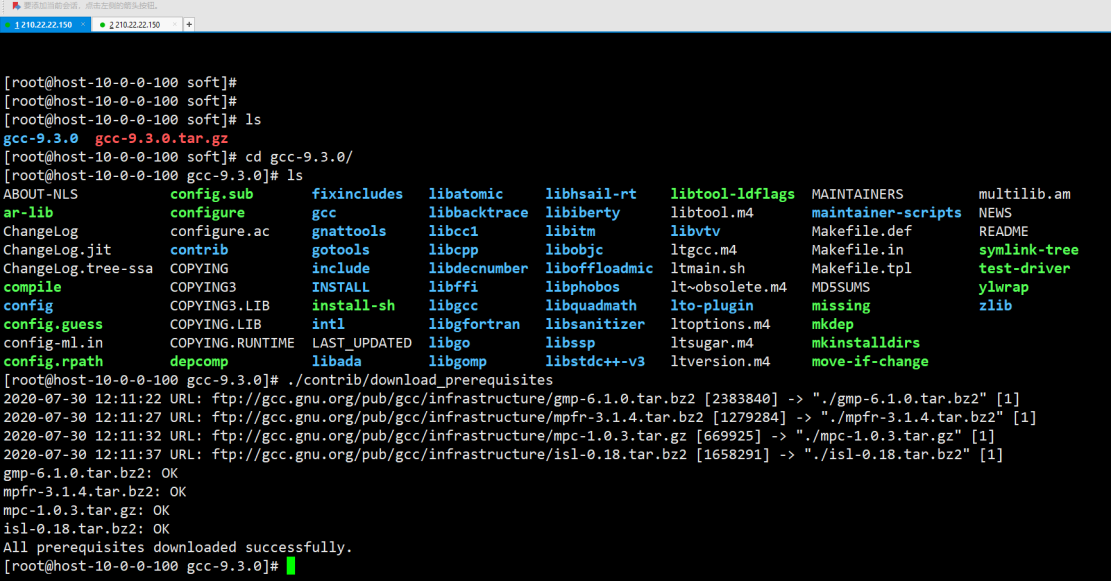 要添加当前会话，点击左侧的箭头按钮。
1 210.22.22.150 × 2 210.22.22.150 × +
[root@host-10-0-0-100 soft]#
[root@host-10-0-0-100 soft]#
[root@host-10-0-0-100 soft]# ls
gcc-9.3.0  gcc-9.3.0.tar.gz
[root@host-10-0-0-100 soft]# cd gcc-9.3.0/
[root@host-10-0-0-100 gcc-9.3.0]# ls
ABOUT-NLS config.sub fixincludes libatomic libhsail-rt libtool-ldflags MAINTAINERS multilib.am
ar-lib configure gcc libbacktrace libiberty libtool.m4 maintainer-scripts NEWS
ChangeLog configure.ac gnattools libcc1 libitm libvtv Makefile.def README
ChangeLog.jit contrib gotools libcpp libobjc ltgcc.m4 Makefile.in symlink-tree
ChangeLog.tree-ssa COPYING include libdecnumber liboffloadmic ltmain.sh Makefile.tpl test-driver
compile COPYING3 INSTALL libffi libphobos lt~obsolete.m4 MD5SUMS ylwrap
config COPYING3.LIB install-sh libgcc libquadmath lto-plugin missing zlib
config.guess COPYING.LIB intl libgfortran libsanitizer ltoptions.m4 mkdep
config-ml.in COPYING.RUNTIME LAST_UPDATED libgo libssp ltsugar.m4 mkinstalldirs
config.rpath depcomp libada libgomp libstdc++-v3 ltversion.m4 move-if-change
[root@host-10-0-0-100 gcc-9.3.0]# ./contrib/download_prerequisites
2020-07-30 12:11:22 URL: ftp://gcc.gnu.org/pub/gcc/infrastructure/gmp-6.1.0.tar.bz2 [2383840] -> "./gmp-6.1.0.tar.bz2" [1]
2020-07-30 12:11:27 URL: ftp://gcc.gnu.org/pub/gcc/infrastructure/mpfr-3.1.4.tar.bz2 [1279284] -> "./mpfr-3.1.4.tar.bz2" [1]
2020-07-30 12:11:32 URL: ftp://gcc.gnu.org/pub/gcc/infrastructure/mpc-1.0.3.tar.gz [669925] -> "./mpc-1.0.3.tar.gz" [1]
2020-07-30 12:11:37 URL: ftp://gcc.gnu.org/pub/gcc/infrastructure/isl-0.18.tar.bz2 [1658291] -> "./isl-0.18.tar.bz2" [1]
gmp-6.1.0.tar.bz2: OK
mpfr-3.1.4.tar.bz2: OK
mpc-1.0.3.tar.gz: OK
isl-0.18.tar.bz2: OK
All prerequisites downloaded successfully.
[root@host-10-0-0-100 gcc-9.3.0]#